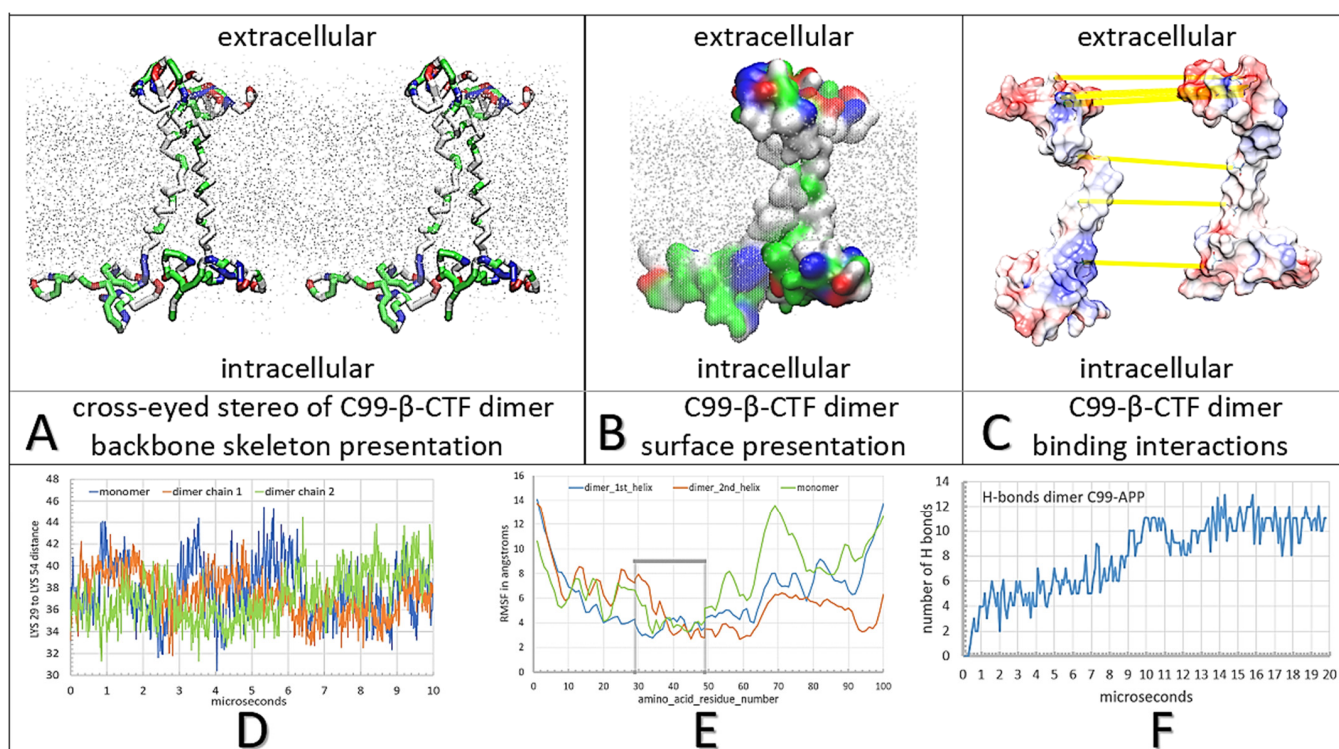 extracellular
extracellular
extracellular
intracellular
intracellular
intracellular
A
cross-eyed stereo of C99-β-CTF dimer
backbone skeleton presentation
B
C99-β-CTF dimer
surface presentation
C
C99-β-CTF dimer
binding interactions
monomer
dimer chain 1
dimer chain 2
LYS 29 to LYS 54 distance
48
46
44
42
40
38
36
34
32
30
0 1 2 3 4 5 6 7 8 9 10
microseconds
D
dimer_1st_helix
dimer_2nd_helix
monomer
RMSF in angstroms
16
14
12
10
8
6
4
2
0
0 10 20 30 40 50 60 70 80 90 100
amino_acid_residue_number
E
H-bonds dimer C99-APP
number of H bonds
14
12
10
8
6
4
2
0
0 1 2 3 4 5 6 7 8 9 10 11 12 13 14 15 16 17 18 19 20
microseconds
F